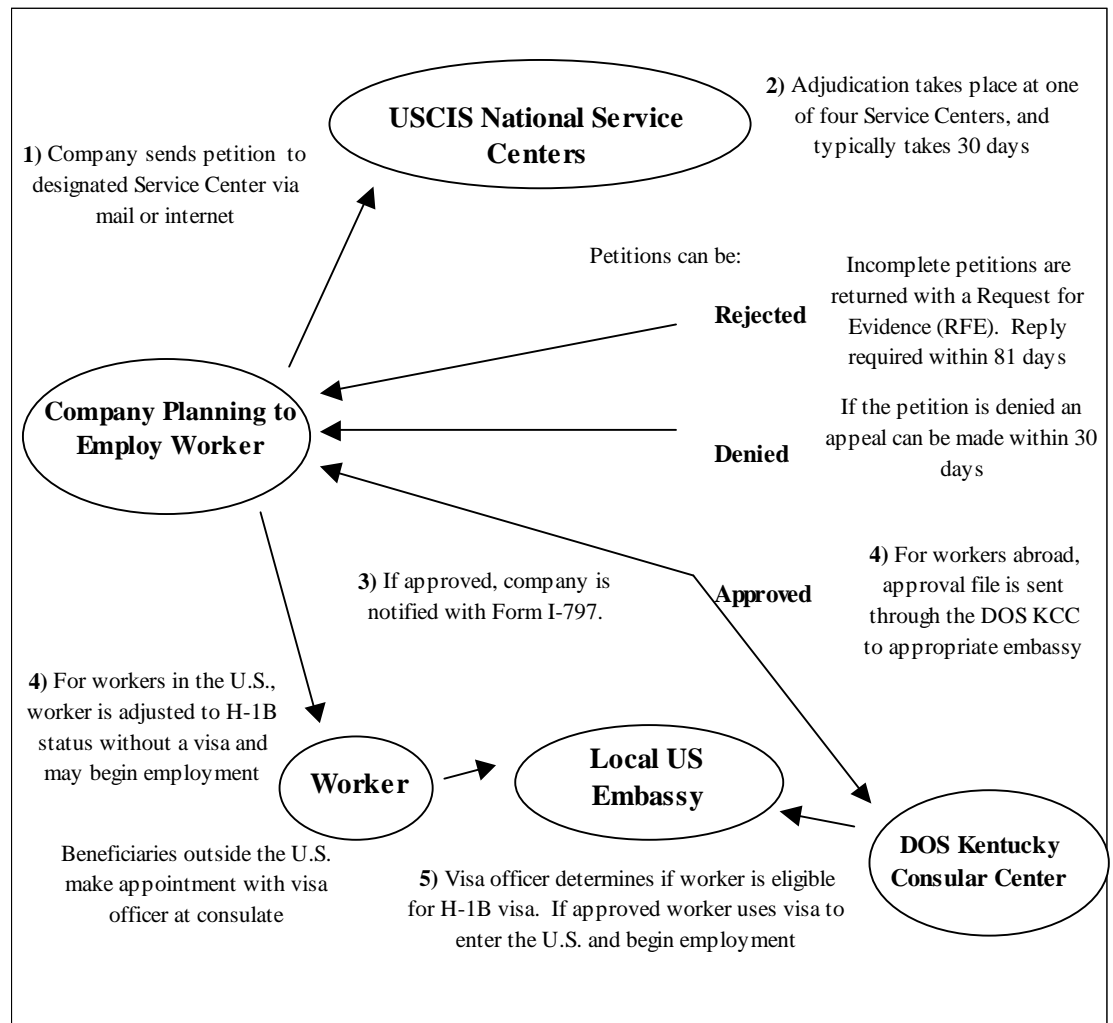 USCIS National Service
Centers
2) Adjudication takes place at one
of four Service Centers, and
typically takes 30 days
1) Company sends petition to
designated Service Center via
mail or internet
Petitions can be:
Rejected
Incomplete petitions are
returned with a Request for
Evidence (RFE). Reply
required within 81 days
Company Planning to
Employ Worker
Denied
If the petition is denied an
appeal can be made within 30
days
3) If approved, company is
notified with Form I-797.
Approved
4) For workers abroad,
approval file is sent
through the DOS KCC
to appropriate embassy
4) For workers in the U.S.,
worker is adjusted to H-1B
status without a visa and
may begin employment
Worker
Local US
Embassy
DOS Kentucky
Consular Center
Beneficiaries outside the U.S.
make appointment with visa
officer at consulate
5) Visa officer determines if worker is eligible
for H-1B visa. If approved worker uses visa to
enter the U.S. and begin employment